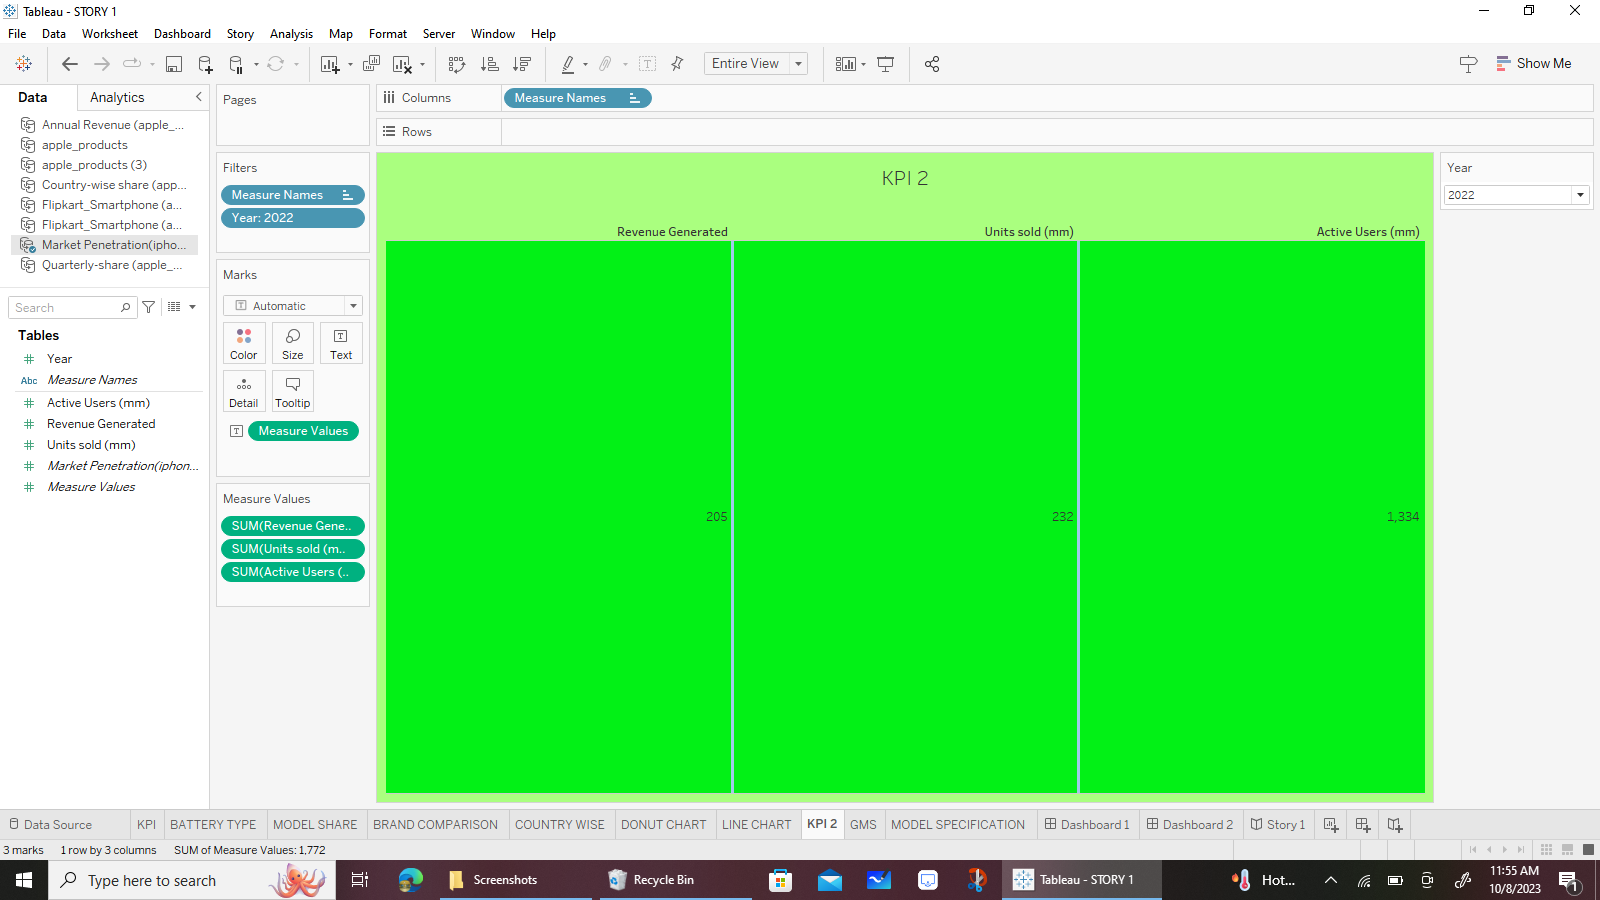 Tableau - STORY 1
File Data Worksheet Dashboard Story Analysis Map Format Server Window Help
Entire View
Show Me
Data Analytics
Annual Revenue (apple_...
apple_products
apple_products (3)
Country-wise share (app...
Flipkart_Smartphone (a...
Flipkart_Smartphone (a...
Market Penetration(ipho...
Quarterly-share (apple_...
Search
Tables
Year
Abc Measure Names
Active Users (mm)
Revenue Generated
Units sold (mm)
Market Penetration(iphon...
Measure Values
Pages
Filters
Measure Names
Year: 2022
Marks
Automatic
Color Size Text
Detail Tooltip
Measure Values
Measure Values
SUM(Revenue Gene..
SUM(Units sold (m..
SUM(Active Users (..
Columns Measure Names
Rows
KPI 2
Revenue Generated Units sold (mm) Active Users (mm)
205 232 1,334
Year
2022
Data Source KPI BATTERY TYPE MODEL SHARE BRAND COMPARISON COUNTRY WISE DONUT CHART LINE CHART KPI 2 GMS MODEL SPECIFICATION Dashboard 1 Dashboard 2 Story 1
3 marks 1 row by 3 columns SUM of Measure Values: 1,772
Type here to search Screenshots Recycle Bin Tableau - STORY 1 Hot... 11:55 AM
10/8/2023
1